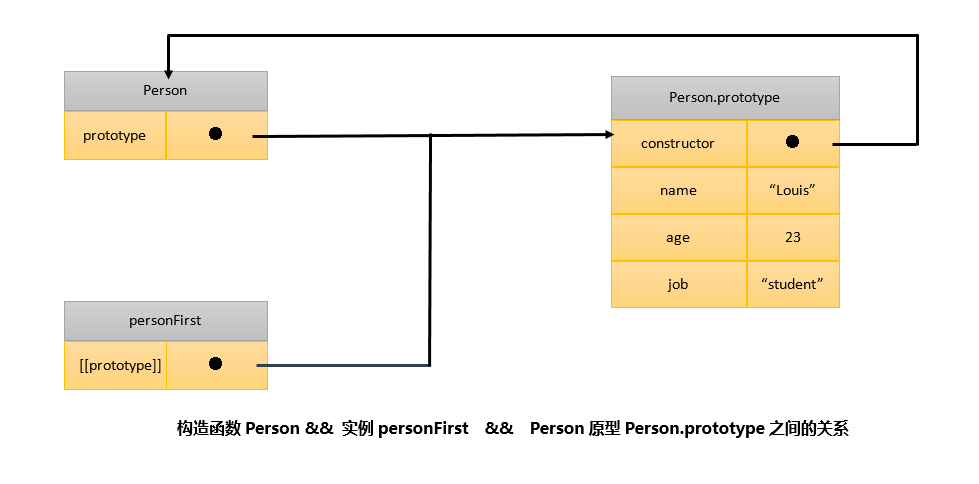 Person
prototype
Person.prototype
constructor
name “Louis”
age 23
job “student”
personFirst
[[prototype]]
构造函数 Person && 实例 personFirst && Person 原型 Person.prototype 之间的关系